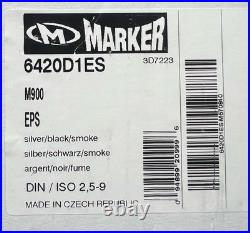 MARKER
6420D1ES
3D7223
M900
EPS
silver/black/smoke
silber/schwarz/smoke
argent/noir/fume
DIN / ISO 2,5-9
MADE IN CZECH REPUBLIC